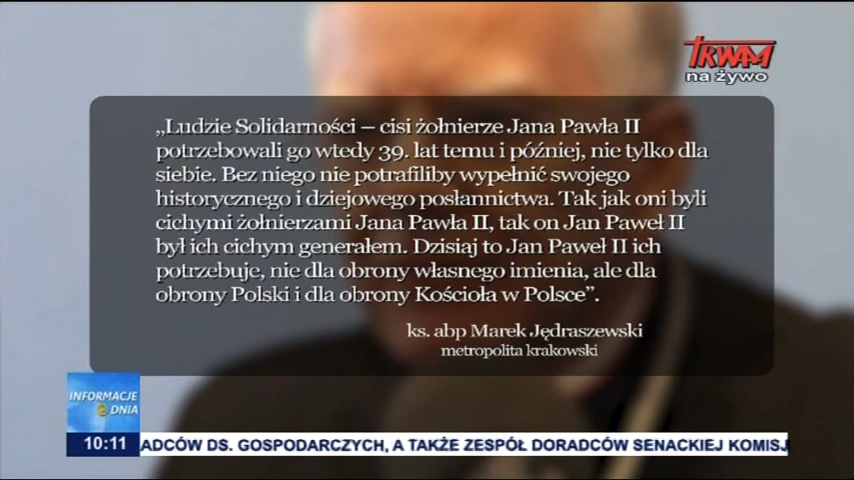 TRWAM
na żywo
„Ludzie Solidarności – cisi żołnierze Jana Pawła II
potrzebowali go wtedy 39. lat temu i później, nie tylko dla
siebie. Bez niego nie potrafiliby wypełnić swojego
historycznego i dziejowego posłannictwa. Tak jak oni byli
cichymi żołnierzami Jana Pawła II, tak on Jan Paweł II
był ich cichym generałem. Dzisiaj to Jan Paweł II ich
potrzebuje, nie dla obrony własnego imienia, ale dla
obrony Polski i dla obrony Kościoła w Polsce”.
ks. abp Marek Jędraszewski
metropolita krakowski
INFORMACJE
DNIA
10:11 ADCÓW DS. GOSPODARCZYCH, A TAKŻE ZESPÓŁ DORADCÓW SENACKIEJ KOMISJ